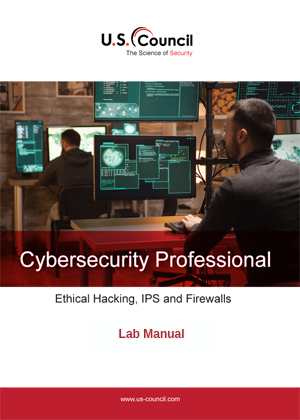 U.S. Council
The Science of Security
Cybersecurity Professional
Ethical Hacking, IPS and Firewalls
Lab Manual
www.us-council.com